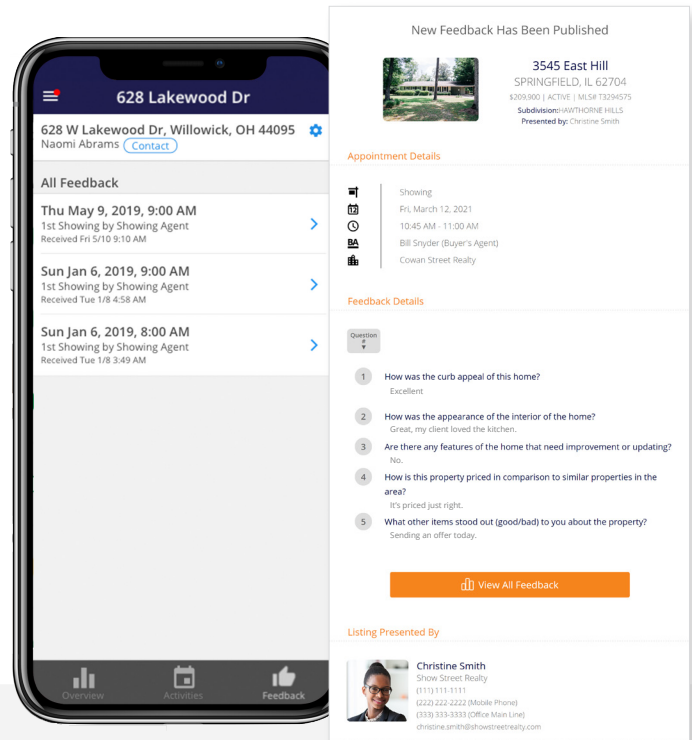 628 Lakewood Dr
628 W Lakewood Dr, Willowick, OH 44095
Naomi Abrams Contact
All Feedback
Thu May 9, 2019, 9:00 AM
1st Showing by Showing Agent
Received Fri 5/10 9:10 AM
Sun Jan 6, 2019, 9:00 AM
1st Showing by Showing Agent
Received Tue 1/8 4:58 AM
Sun Jan 6, 2019, 8:00 AM
1st Showing by Showing Agent
Received Tue 1/8 3:49 AM
Overview Activities Feedback
New Feedback Has Been Published
3545 East Hill
SPRINGFIELD, IL 62704
$209,900 | ACTIVE | MLS# T3294575
Subdivision:HAWTHORNE HILLS
Presented by: Christine Smith
Appointment Details
Showing
12 Fri, March 12, 2021
10:45 AM - 11:00 AM
BA Bill Snyder (Buyer's Agent)
Cowan Street Realty
Feedback Details
Question
#
1 How was the curb appeal of this home?
Excellent
2 How was the appearance of the interior of the home?
Great, my client loved the kitchen.
3 Are there any features of the home that need improvement or updating?
No.
4 How is this property priced in comparison to similar properties in the
area?
It's priced just right.
5 What other items stood out (good/bad) to you about the property?
Sending an offer today.
View All Feedback
Listing Presented By
Christine Smith
Show Street Realty
(111) 111-1111
(222) 222-2222 (Mobile Phone)
(333) 333-3333 (Office Main Line)
christine.smith@showstreetrealty.com